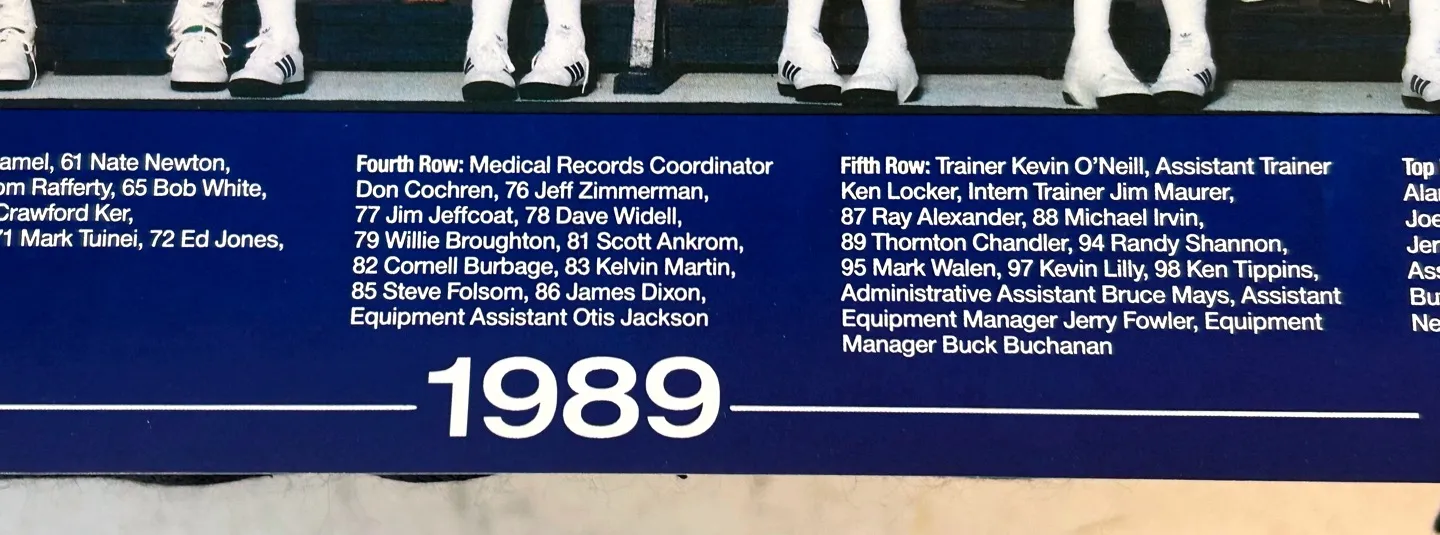 61 Nate Newton,
Rafferty, 65 Bob White,
Crawford Ker,
Mark Tuinei, 72 Ed Jones,
Fourth Row: Medical Records Coordinator
Don Cochren, 76 Jeff Zimmerman,
77 Jim Jeffcoat, 78 Dave Widell,
79 Willie Broughton, 81 Scott Ankrom,
82 Cornell Burbage, 83 Kelvin Martin,
85 Steve Folsom, 86 James Dixon,
Equipment Assistant Otis Jackson
Fifth Row: Trainer Kevin O'Neill, Assistant Trainer
Ken Locker, Intern Trainer Jim Maurer,
87 Ray Alexander, 88 Michael Irvin,
89 Thornton Chandler, 94 Randy Shannon,
95 Mark Walen, 97 Kevin Lilly, 98 Ken Tippins,
Administrative Assistant Bruce Mays, Assistant
Equipment Manager Jerry Fowler, Equipment
Manager Buck Buchanan
Top
1989